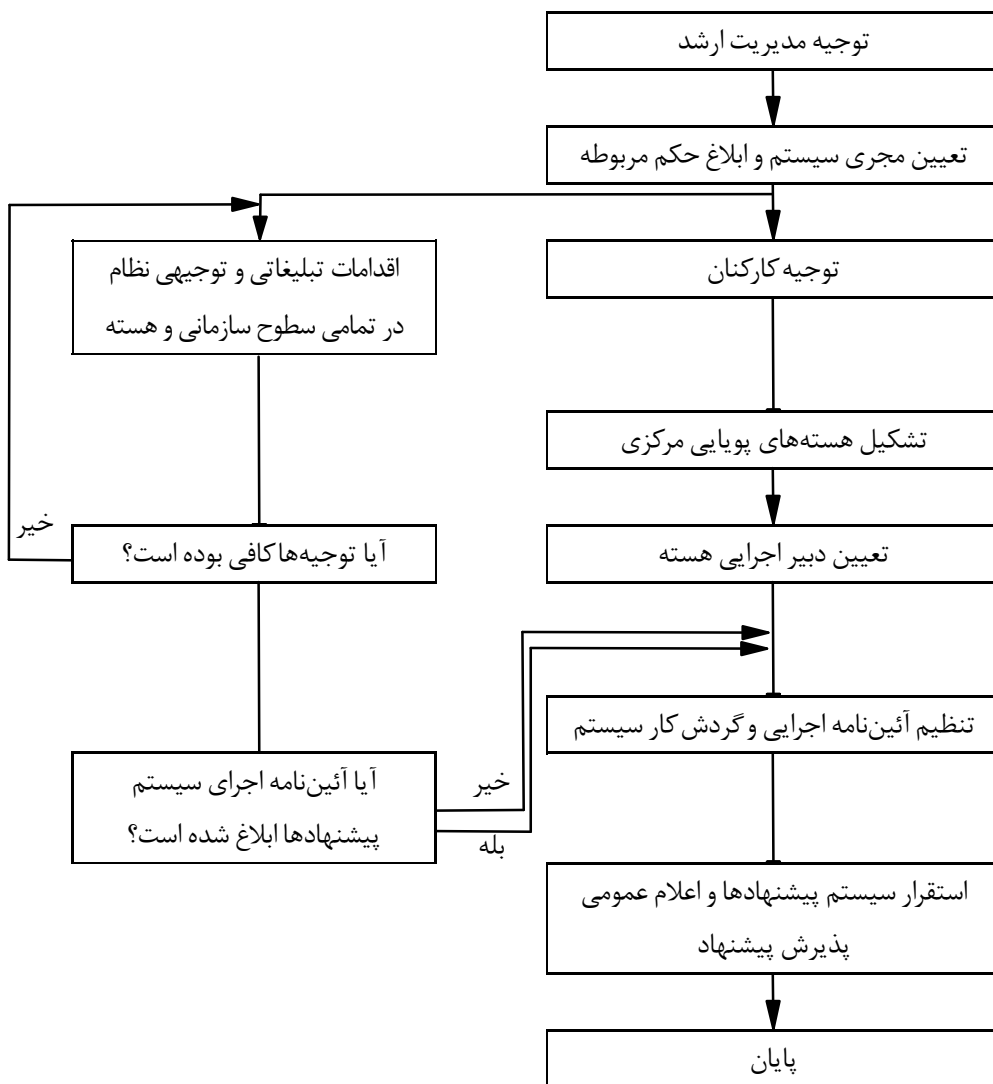 توجیه مدیریت ارشد
تعیین مجری سیستم و ابلاغ حکم مربوطه
توجیه کارکنان
تشکیل هسته‌های پویایی مرکزی
تعیین دبیر اجرایی هسته
تنظیم آئین‌نامه اجرایی و گردش کار سیستم
استقرار سیستم پیشنهادها و اعلام عمومی
پذیرش پیشنهاد
پایان
اقدامات تبلیغاتی و توجیهی نظام
در تمامی سطوح سازمانی و هسته
آیا توجیه‌ها کافی بوده است؟
خیر
آیا آئین‌نامه اجرای سیستم
پیشنهادها ابلاغ شده است؟
خیر
بله